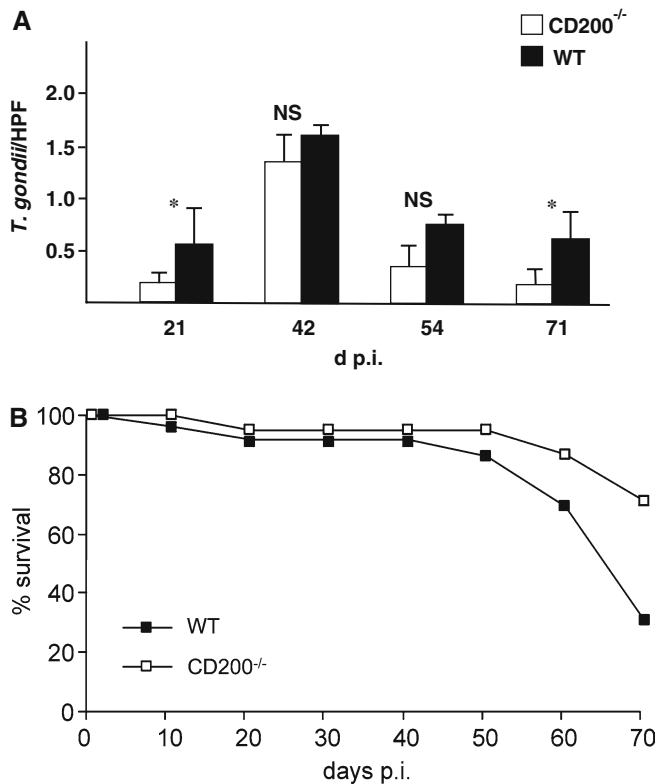 A
CD200-/-
WT
T. gondii/HPF
2.0
1.5
1.0
0.5
*
NS
NS
*
21 42 54 71
d p.i.
B
% survival
100
80
60
40
20
0
WT
CD200-/-
0 10 20 30 40 50 60 70
days p.i.